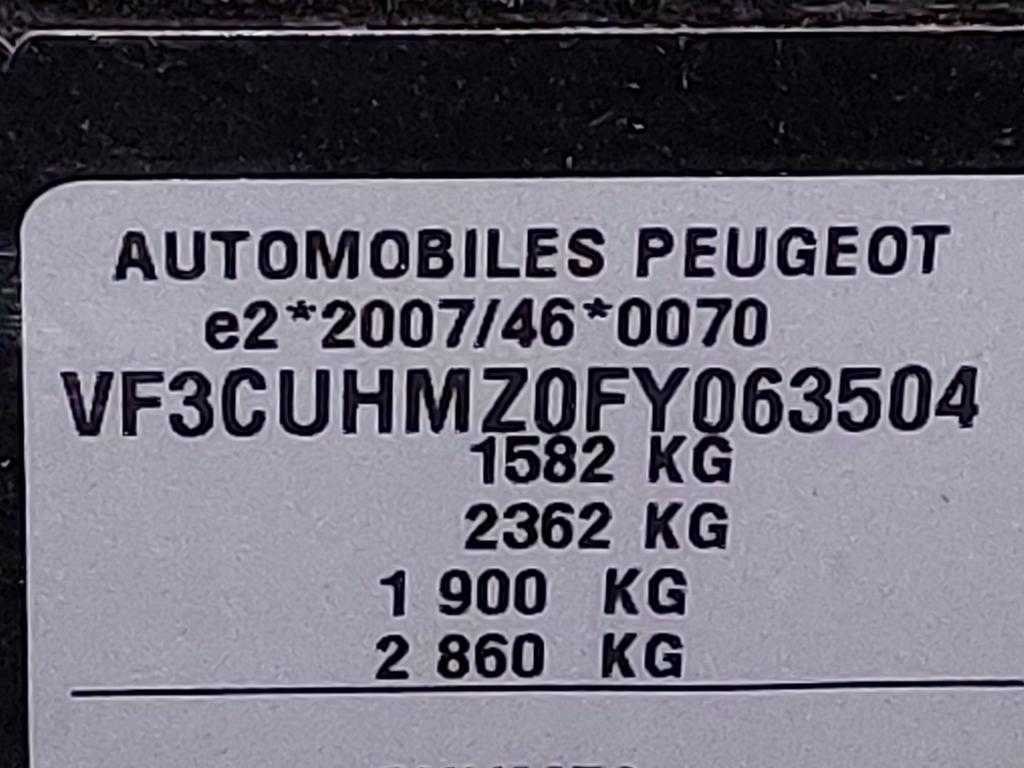 AUTOMOBILES PEUGEOT
e2*2007/46*0070
VF3CUHMZ0FY063504
1582 KG
2362 KG
1 900 KG
2 860 KG